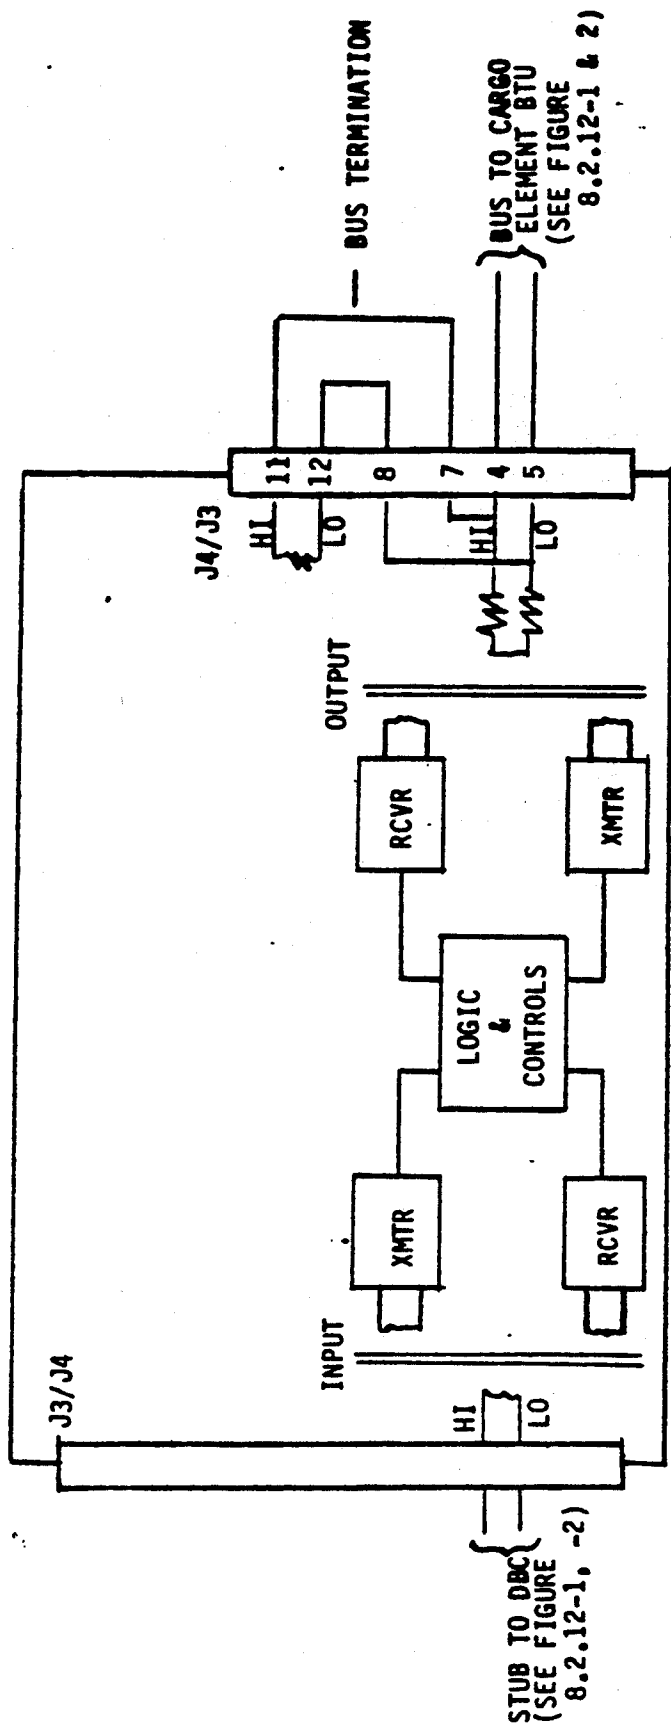 J3/J4
INPUT
HI
LO
STUB TO DBC
(SEE FIGURE
8.2.12-1, -2)
XMTR
RCVR
LOGIC
&
CONTROLS
RCVR
XMTR
OUTPUT
J4/J3
HI
LO
HI
LO
11
12
8
7
4
5
BUS TERMINATION
BUS TO CARGO
ELEMENT BTU
(SEE FIGURE
8.2.12-1 & 2)